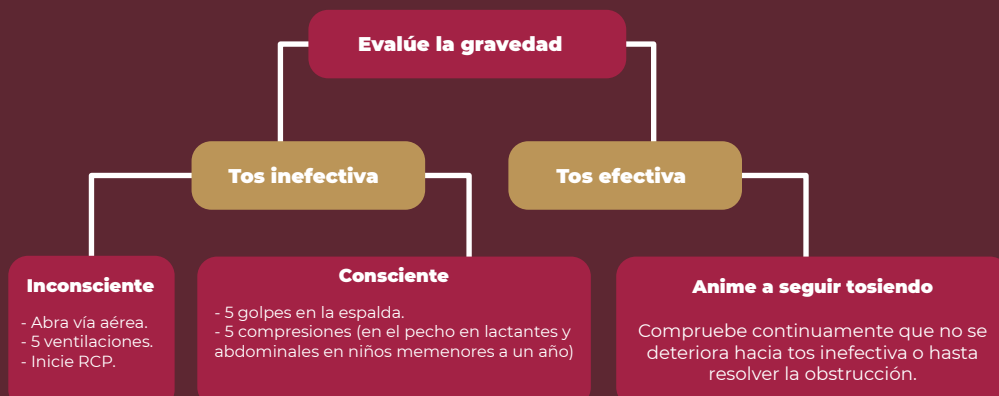 Evalúe la gravedad
Tos inefectiva
Tos efectiva
Inconsciente
- Abra vía aérea.
- 5 ventilaciones.
- Inicie RCP.
Consciente
- 5 golpes en la espalda.
- 5 compresiones (en el pecho en lactantes y
abdominales en niños memenores a un año)
Anime a seguir tosiendo
Compruebe continuamente que no se
deteriora hacia tos inefectiva o hasta
resolver la obstrucción.